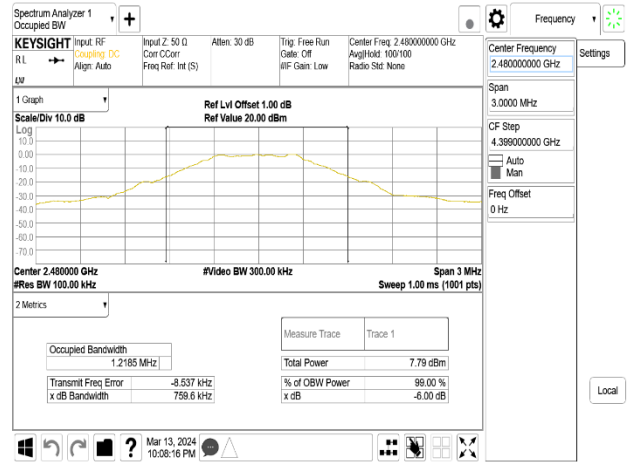 Spectrum Analyzer 1
Occupied BW
Frequency
KEYSIGHT
RL
Input: RF
Coupling: DC
Align: Auto
Input Z: 50 Ω
Corr CCorr
Freq Ref: Int (S)
Atten: 30 dB
Trig: Free Run
Gate: Off
#IF Gain: Low
Center Freq: 2.480000000 GHz
Avg|Hold: 100/100
Radio Std: None
Center Frequency
2.480000000 GHz
Settings
Span
3.0000 MHz
CF Step
4.399000000 GHz
Auto
Man
Freq Offset
0 Hz
1 Graph
Scale/Div 10.0 dB
Ref Lvl Offset 1.00 dB
Ref Value 20.00 dBm
Log
10.0
0.00
-10.0
-20.0
-30.0
-40.0
-50.0
-60.0
-70.0
Center 2.480000 GHz
#Video BW 300.00 kHz
Span 3 MHz
#Res BW 100.00 kHz
Sweep 1.00 ms (1001 pts)
2 Metrics
Measure Trace
Trace 1
Occupied Bandwidth
1.2185 MHz
Total Power
7.79 dBm
Transmit Freq Error
-8.537 kHz
% of OBW Power
99.00 %
x dB Bandwidth
759.6 kHz
x dB
-6.00 dB
Local
?
Mar 13, 2024
10:08:16 PM